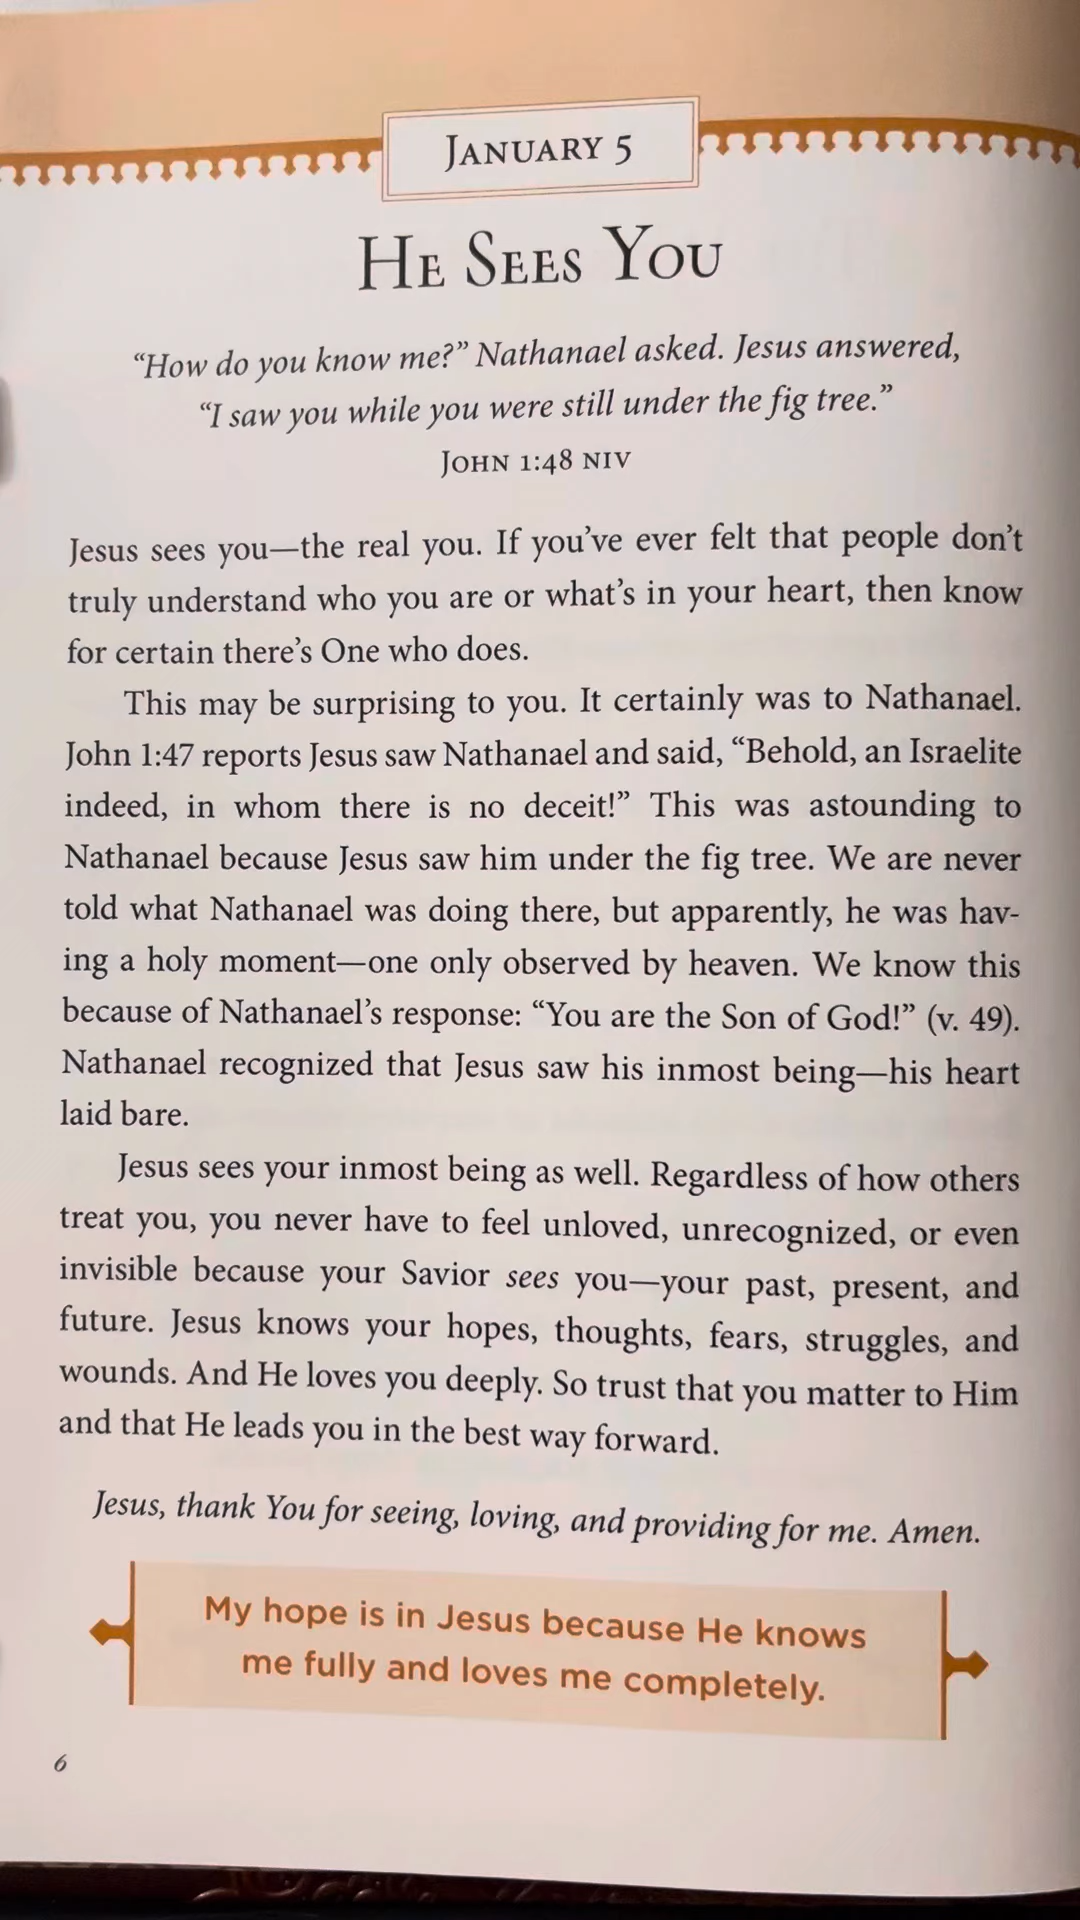 January 5
He Sees You
“How do you know me?” Nathanael asked. Jesus answered,
“I saw you while you were still under the fig tree.”
John 1:48 NIV
Jesus sees you—the real you. If you’ve ever felt that people don’t
truly understand who you are or what’s in your heart, then know
for certain there’s One who does.
This may be surprising to you. It certainly was to Nathanael.
John 1:47 reports Jesus saw Nathanael and said, “Behold, an Israelite
indeed, in whom there is no deceit!” This was astounding to
Nathanael because Jesus saw him under the fig tree. We are never
told what Nathanael was doing there, but apparently, he was hav-
ing a holy moment—one only observed by heaven. We know this
because of Nathanael’s response: “You are the Son of God!” (v. 49).
Nathanael recognized that Jesus saw his inmost being—his heart
laid bare.
Jesus sees your inmost being as well. Regardless of how others
treat you, you never have to feel unloved, unrecognized, or even
invisible because your Savior sees you—your past, present, and
future. Jesus knows your hopes, thoughts, fears, struggles, and
wounds. And He loves you deeply. So trust that you matter to Him
and that He leads you in the best way forward.
Jesus, thank You for seeing, loving, and providing for me. Amen.
My hope is in Jesus because He knows
me fully and loves me completely.
6